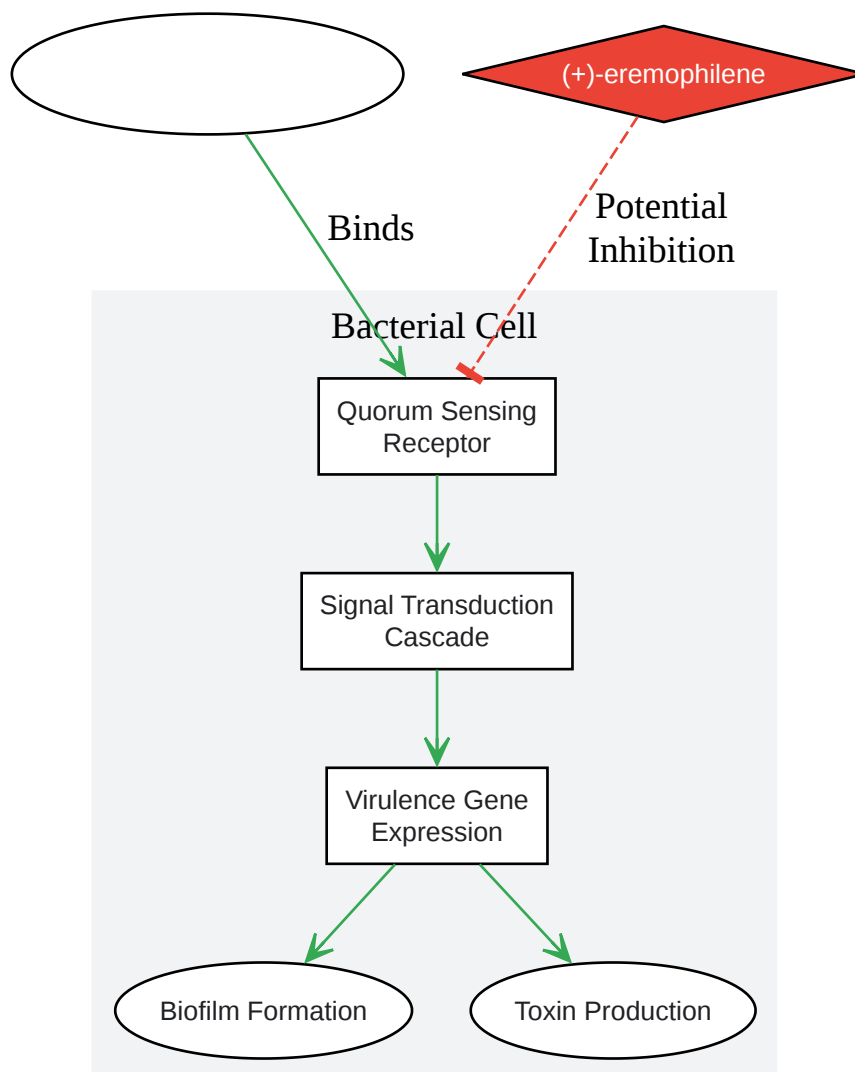 (+)-eremophilene
Binds
Potential
Inhibition
Bacterial Cell
Quorum Sensing
Receptor
Signal Transduction
Cascade
Virulence Gene
Expression
Biofilm Formation
Toxin Production